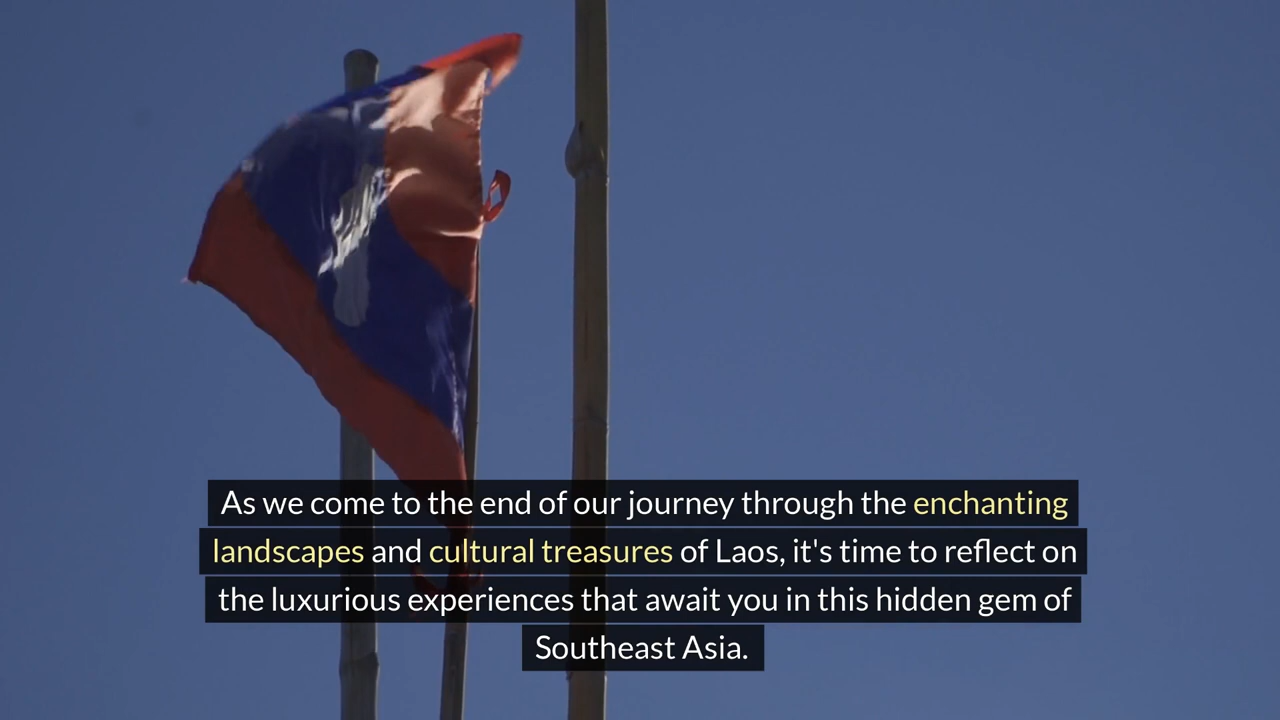 As we come to the end of our journey through the enchanting
landscapes and cultural treasures of Laos, it's time to reflect on
the luxurious experiences that await you in this hidden gem of
Southeast Asia.